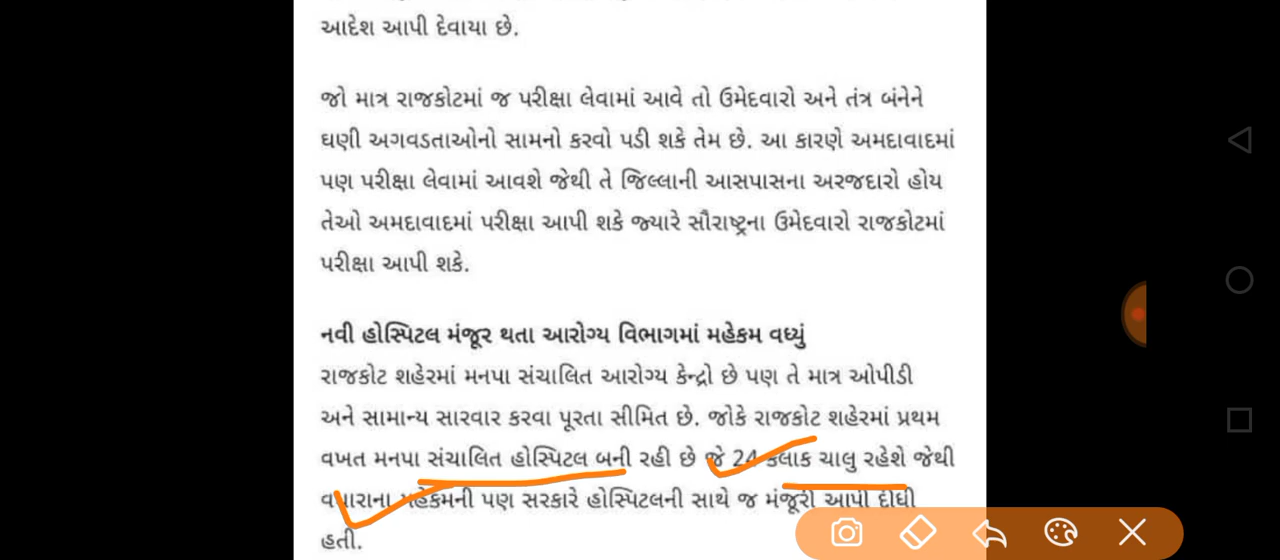 આદેશ આપી દેવાયા છે.
જો માત્ર રાજકોટમાં જ પરીક્ષા લેવામાં આવે તો ઉમેદવારો અને તંત્ર બંનેને
ઘણી અગવડતાઓનો સામનો કરવો પડી શકે તેમ છે. આ કારણે અમદાવાદમાં
પણ પરીક્ષા લેવામાં આવશે જેથી તે જિલ્લાની આસપાસના અરજદારો હોય
તેઓ અમદાવાદમાં પરીક્ષા આપી શકે જ્યારે સૌરાષ્ટ્રના ઉમેદવારો રાજકોટમાં
પરીક્ષા આપી શકે.
નવી હોસ્પિટલ મંજૂર થતા આરોગ્ય વિભાગમાં મહેકમ વધ્યું
રાજકોટ શહેરમાં મનપા સંચાલિત આરોગ્ય કેન્દ્રો છે પણ તે માત્ર ઓપીડી
અને સામાન્ય સારવાર કરવા પૂરતા સીમિત છે. જોકે રાજકોટ શહેરમાં પ્રથમ
વખત મનપા સંચાલિત હોસ્પિટલ બની રહી છે જે 24 કલાક ચાલુ રહેશે જેથી
વધારાના મહેકમની પણ સરકારે હોસ્પિટલની સાથે જ મંજૂરી આપી દીધી
હતી.